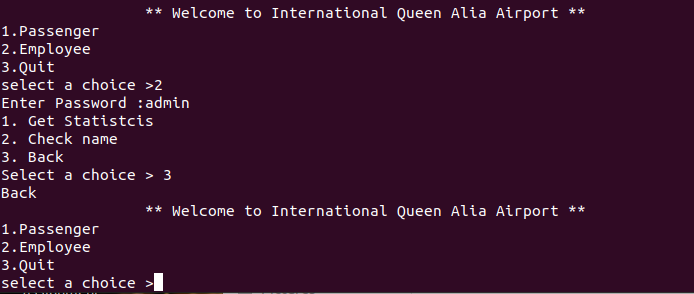 ** Welcome to International Queen Alia Airport **
1.Passenger
2.Employee
3.Quit
select a choice >2
Enter Password :admin
1. Get Statistcis
2. Check name
3. Back
Select a choice > 3
Back
** Welcome to International Queen Alia Airport **
1.Passenger
2.Employee
3.Quit
select a choice >